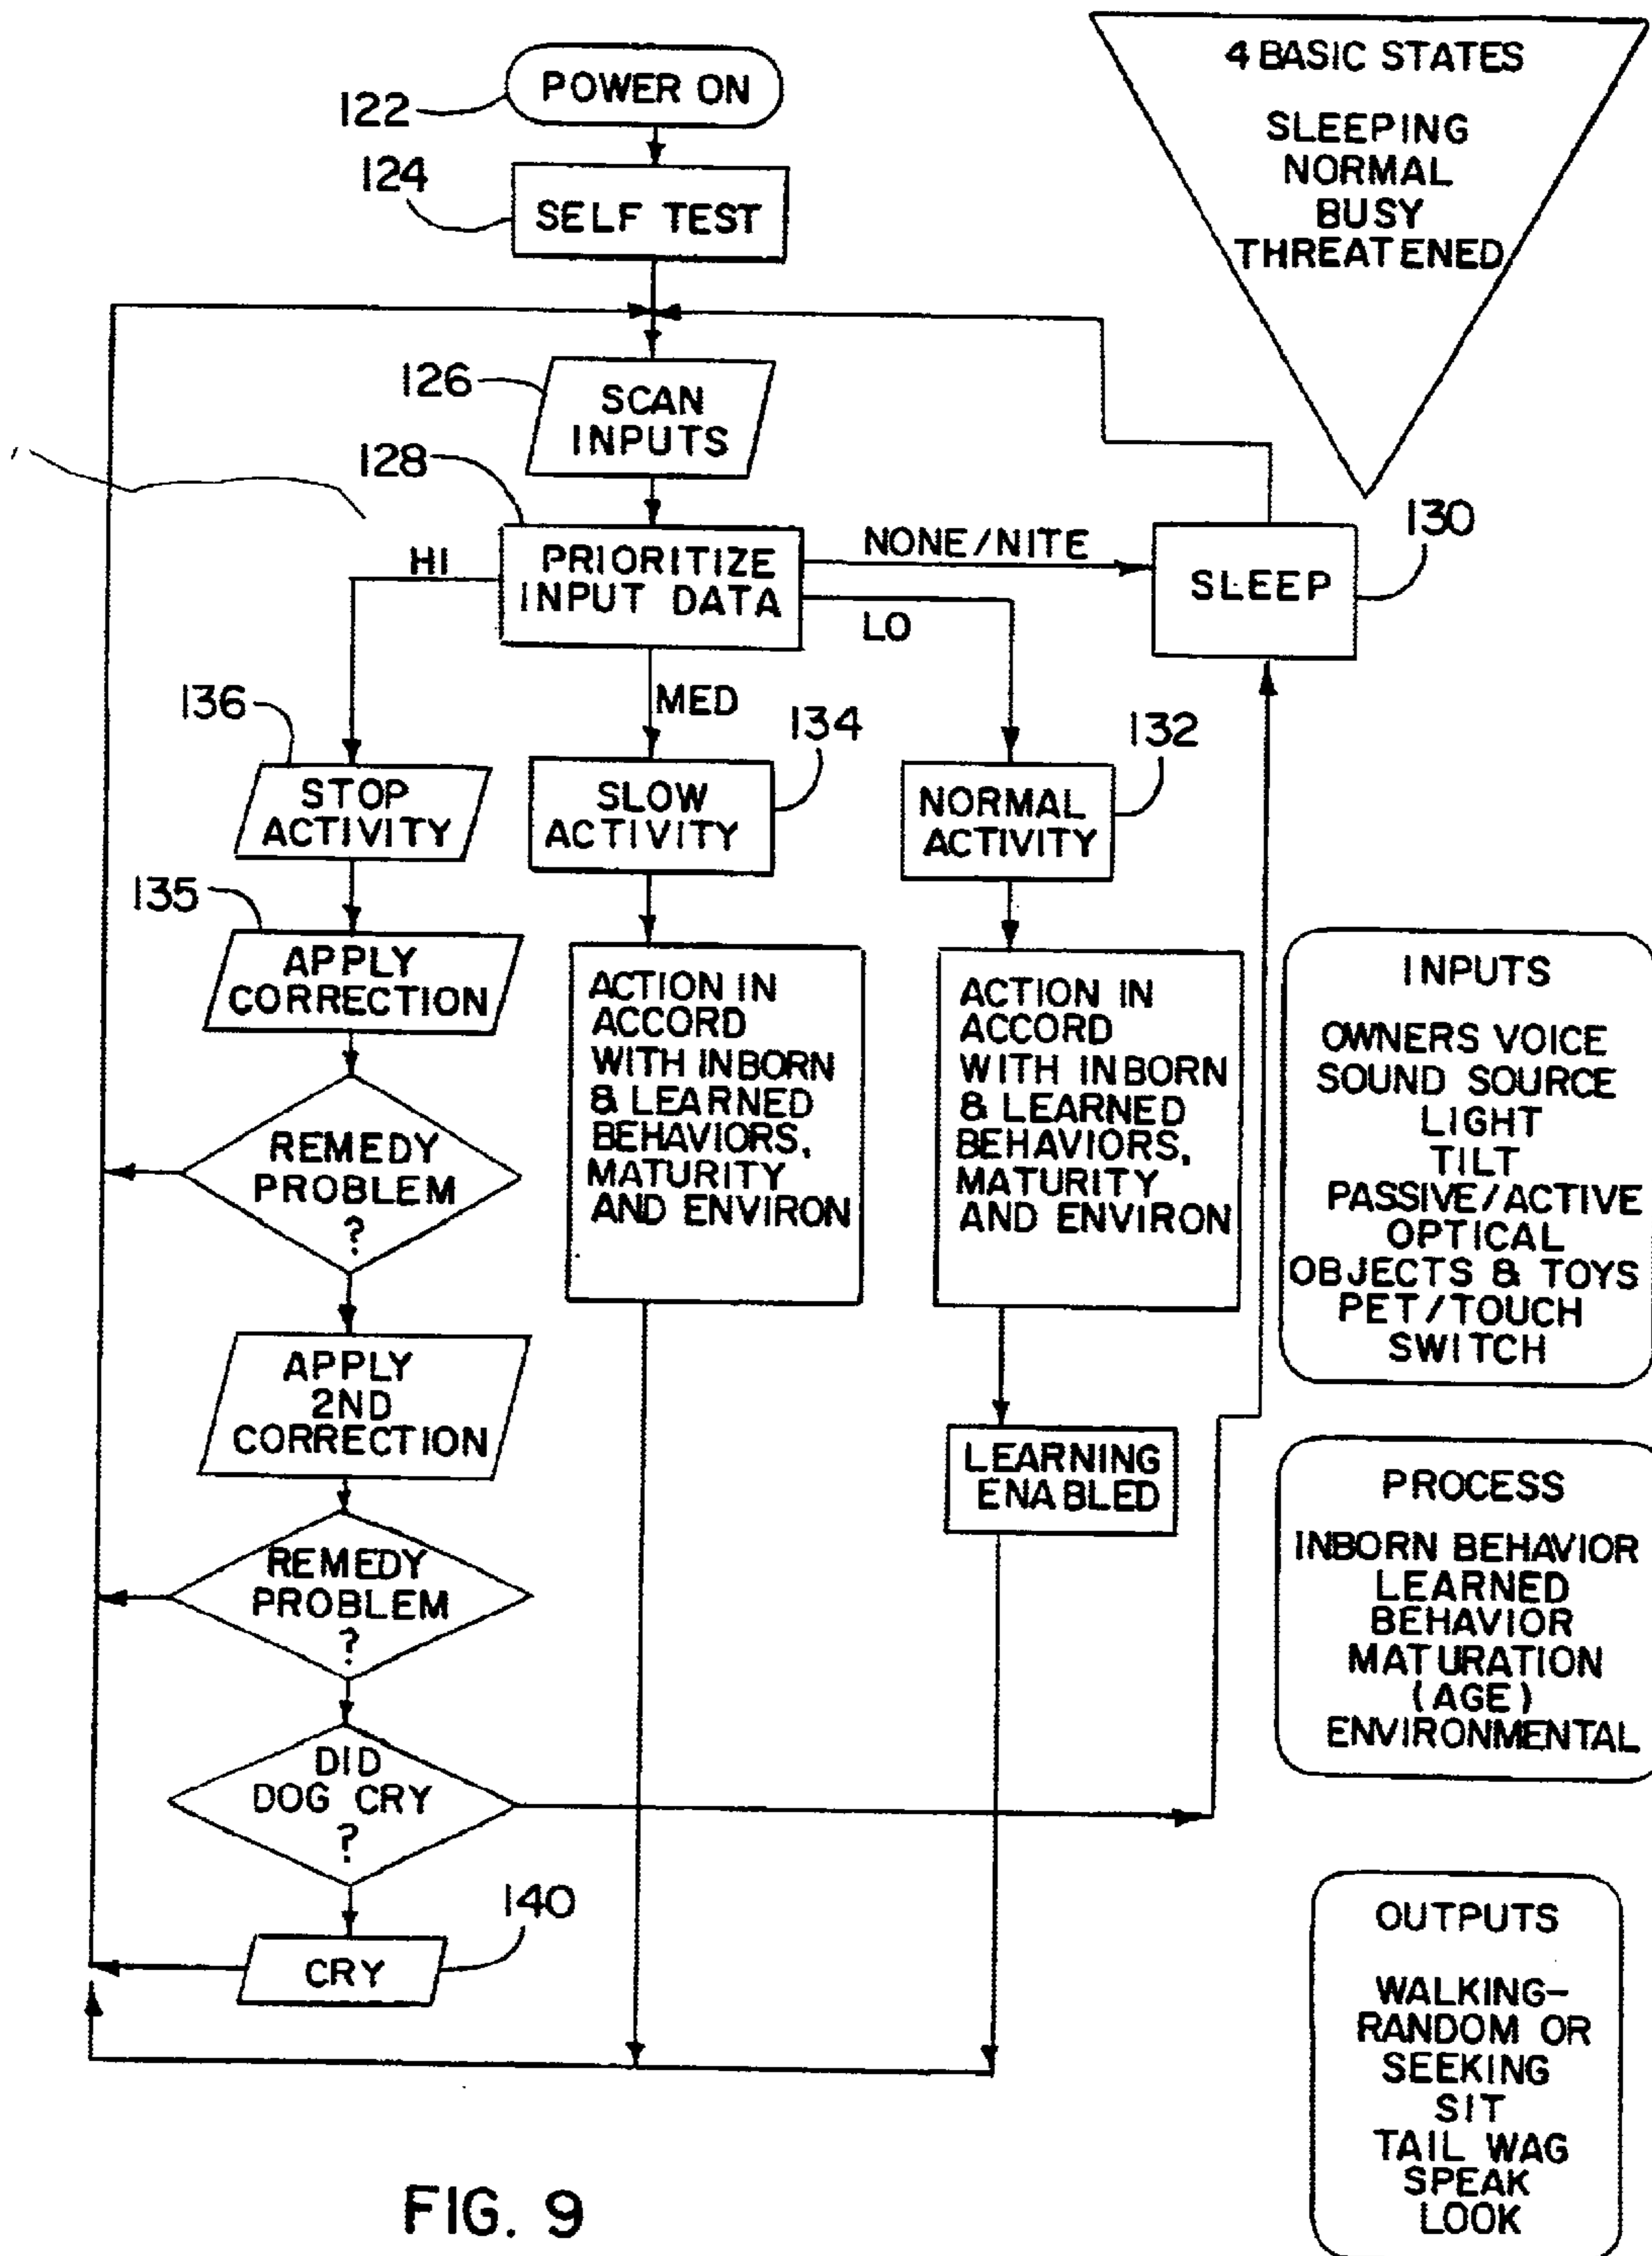 4 BASIC STATES
SLEEPING
NORMAL
BUSY
THREATENED
POWER ON
122
124
SELF TEST
126
SCAN
INPUTS
128
PRIORITIZE
INPUT DATA
HI
NONE/NITE
LO
MED
SLEEP
130
136
STOP
ACTIVITY
134
SLOW
ACTIVITY
132
NORMAL
ACTIVITY
135
APPLY
CORRECTION
ACTION IN
ACCORD
WITH INBORN
& LEARNED
BEHAVIORS,
MATURITY
AND ENVIRON
ACTION IN
ACCORD
WITH INBORN
& LEARNED
BEHAVIORS,
MATURITY
AND ENVIRON
REMEDY
PROBLEM
?
APPLY
2ND
CORRECTION
LEARNING
ENABLED
REMEDY
PROBLEM
?
DID
DOG CRY
?
140
CRY
INPUTS
OWNERS VOICE
SOUND SOURCE
LIGHT
TILT
PASSIVE/ACTIVE
OPTICAL
OBJECTS & TOYS
PET/TOUCH
SWITCH
PROCESS
INBORN BEHAVIOR
LEARNED
BEHAVIOR
MATURATION
(AGE)
ENVIRONMENTAL
OUTPUTS
WALKING-
RANDOM OR
SEEKING
SIT
TAIL WAG
SPEAK
LOOK
FIG. 9